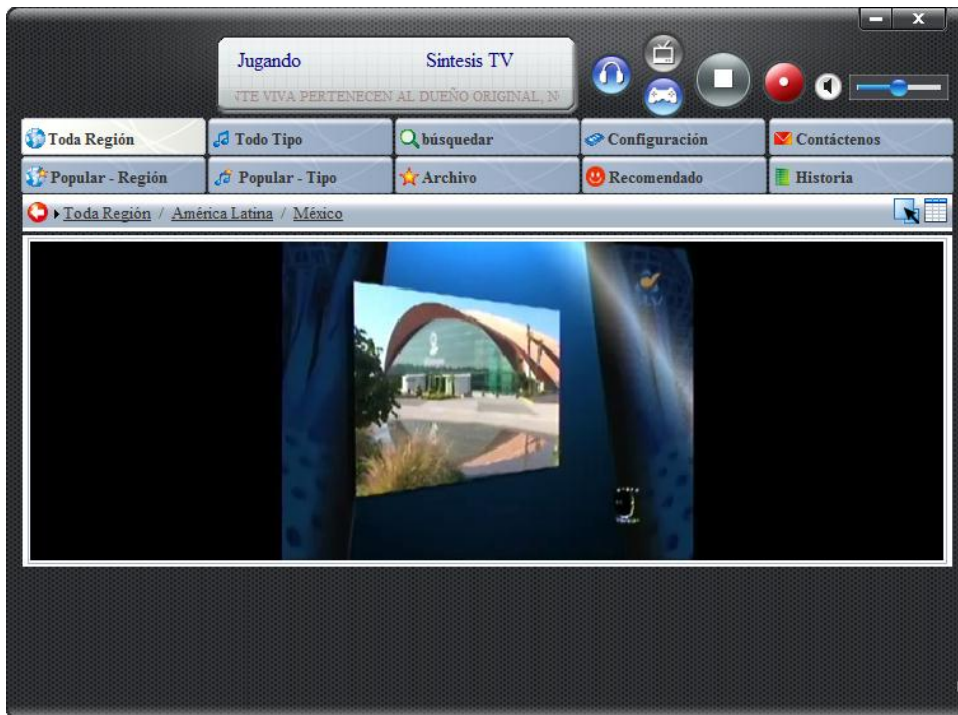 Jugando Sintesis TV
NTE VIVA PERTENECEN AL DUEÑO ORIGINAL, N
Toda Región Todo Tipo búsquedar Configuración Contáctenos
Popular - Región Popular - Tipo Archivo Recomendado Historia
Toda Región / América Latina / México